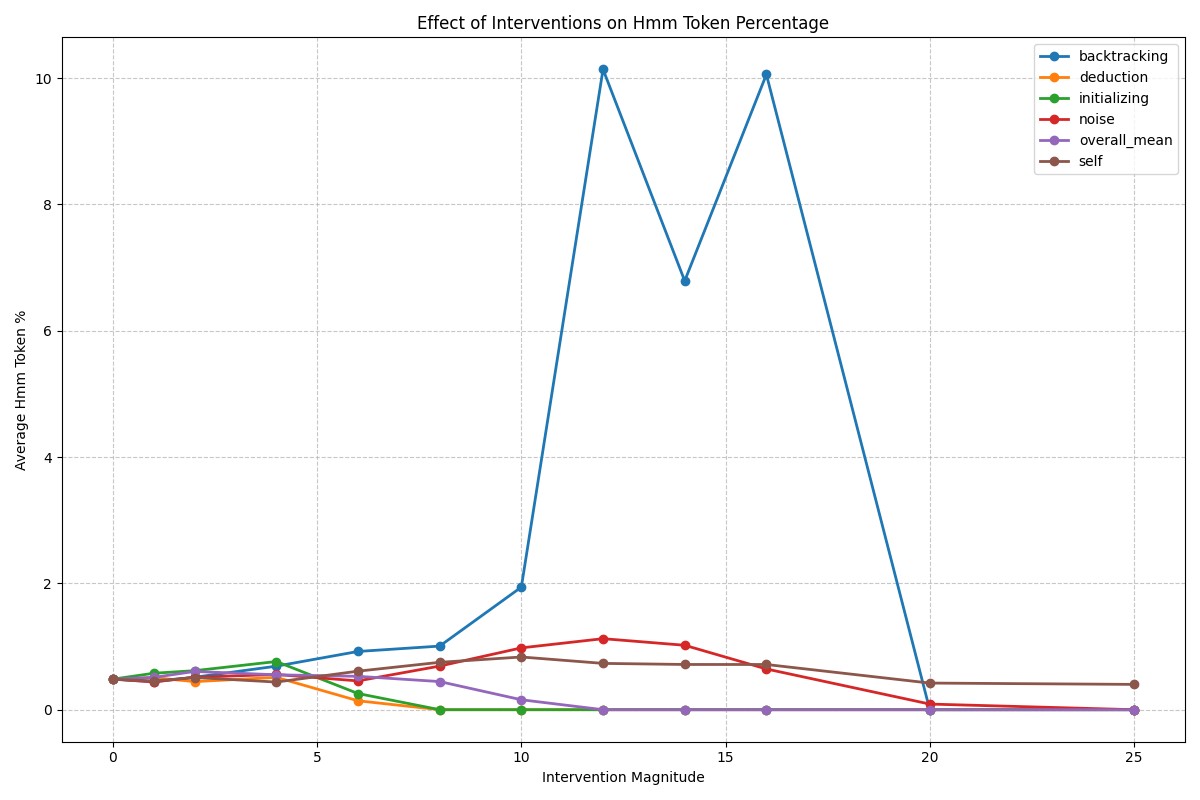 Effect of Interventions on Hmm Token Percentage
backtracking
deduction
initializing
noise
overall_mean
self
Average Hmm Token %
10
8
6
4
2
0
0 5 10 15 20 25
Intervention Magnitude